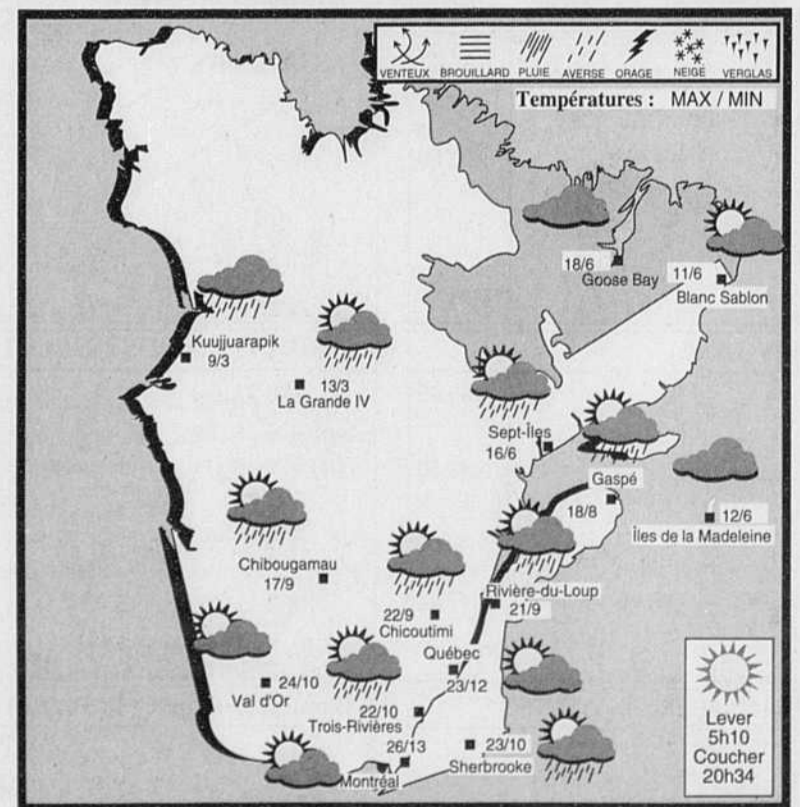 VENTEUX BROUILLARD PLUIE AVERSE ORAGE NEIGE VERGLAS
Températures : MAX / MIN
18/6
Goose Bay
11/6
Blanc Sablon
Kuujjuarapik
9/3
13/3
La Grande IV
Sept-Îles
16/6
Gaspé
18/8
12/6
Îles de la Madeleine
Chibougamau
17/9
22/9
Chicoutimi
Rivière-du-Loup
21/9
Québec
23/12
24/10
Val d'Or
22/10
Trois-Rivières
26/13
Montréal
23/10
Sherbrooke
Lever
5h10
Coucher
20h34